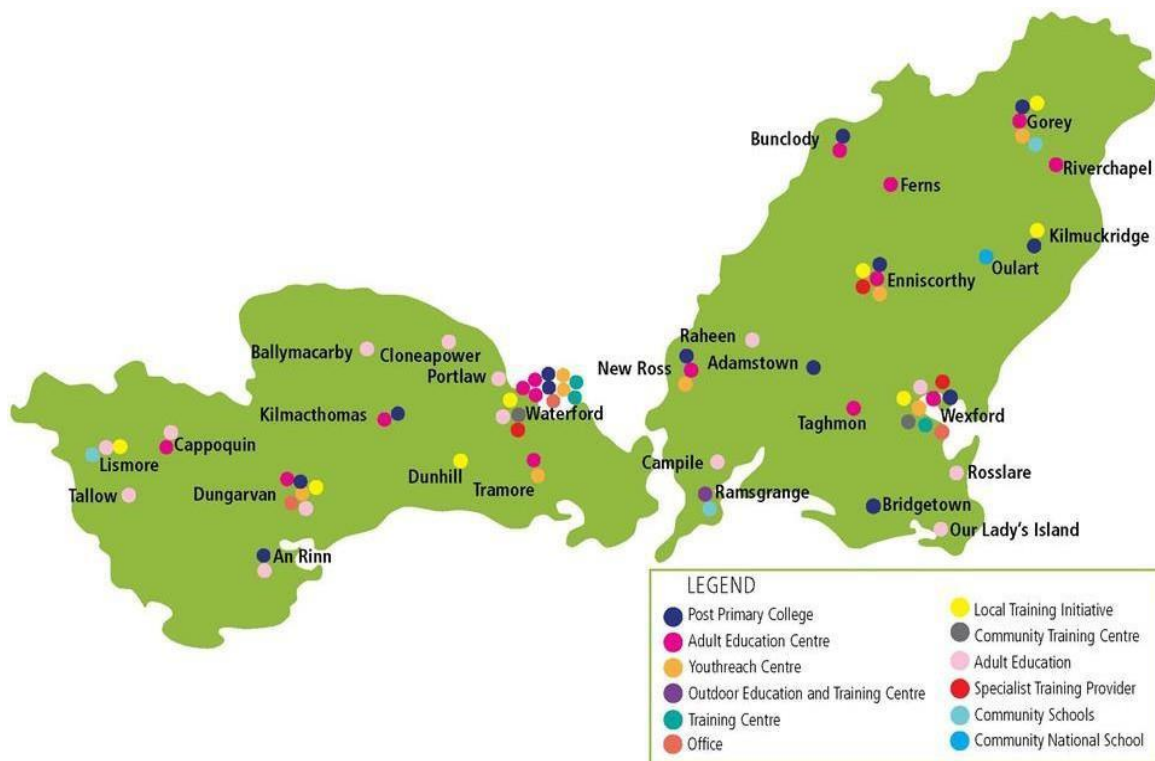 Gorey
Bunclody
Riverchapel
Ferns
Kilmuckridge
Oulart
Enniscorthy
Raheen
Ballymacarby
Cloneapower
Adamstown
New Ross
Portlaw
Kilmacthomas
Waterford
Wexford
Taghmon
Cappoquin
Lismore
Campile
Dunhill
Rosslare
Tramore
Tallow
Dungarvan
Ramsgrange
Bridgetown
Our Lady's Island
An Rinn
LEGEND
Post Primary College
Adult Education Centre
Youthreach Centre
Outdoor Education and Training Centre
Training Centre
Office
Local Training Initiative
Community Training Centre
Adult Education
Specialist Training Provider
Community Schools
Community National School